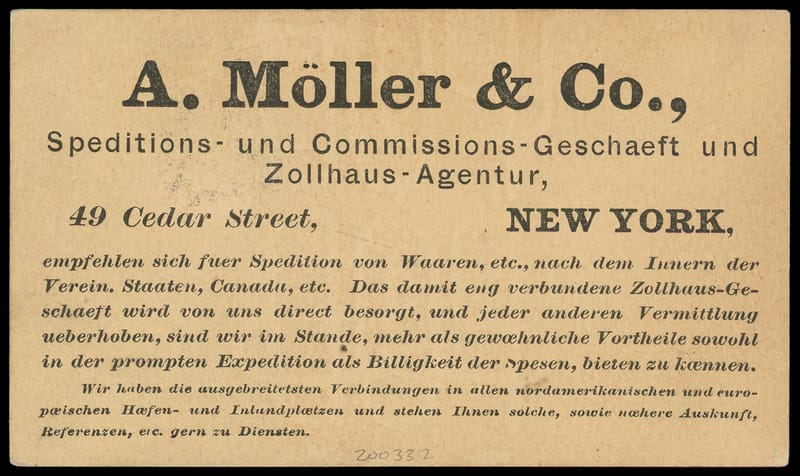 A. Möller & Co.,
Speditions- und Commissions-Geschaeft und
Zollhaus-Agentur,
49 Cedar Street, NEW YORK,
empfehlen sich fuer Spedition von Waaren, etc., nach dem Innern der
Verein. Staaten, Canada, etc. Das damit eng verbundene Zollhaus-Ge-
schaeft wird von uns direct besorgt, und jeder anderen Vermittlung
ueberhoben, sind wir im Stande, mehr als gewœhnliche Vortheile sowohl
in der prompten Expedition als Billigkeit der Spesen, bieten zu kœnnen.
Wir haben die ausgebreitetsten Verbindungen in allen nordamerikanischen und euro-
pœischen Hœfen- und Inlandplœtzen und stehen Ihnen solche, sowie nœhere Auskunft,
Referenzen, etc. gern zu Diensten.
200332